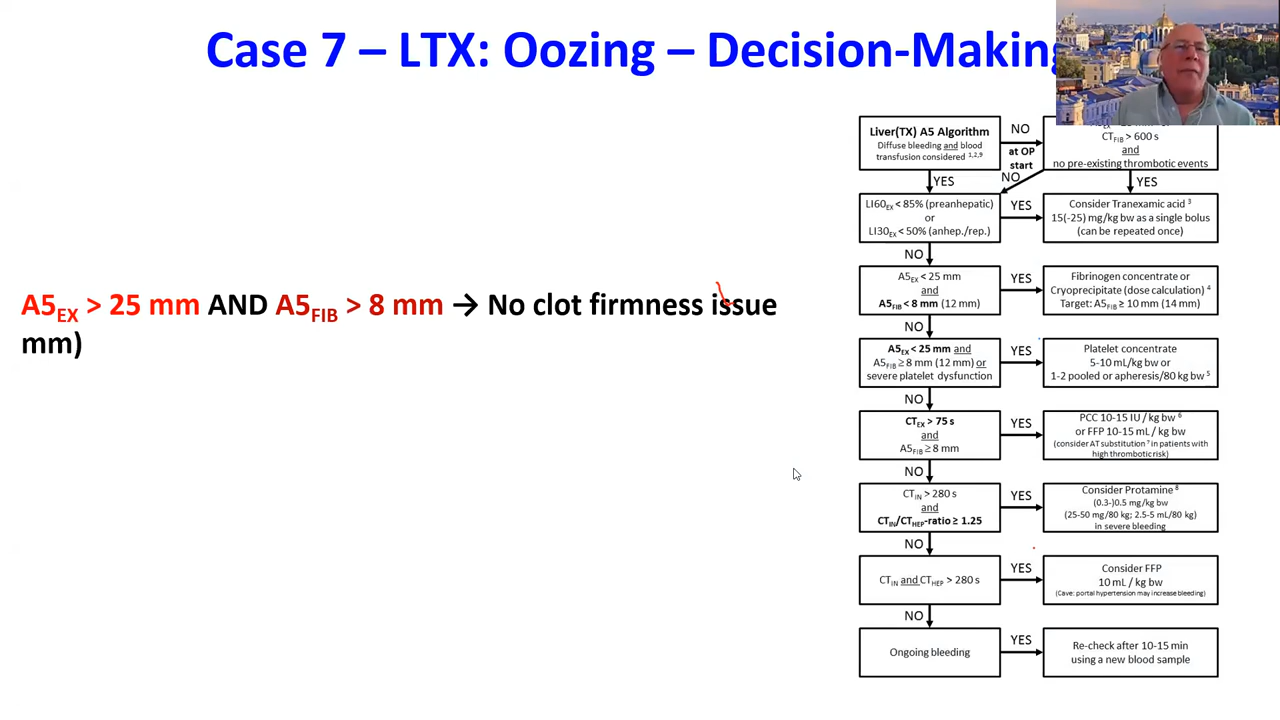 Case 7 – LTX: Oozing – Decision-Making
A5EX > 25 mm AND A5FIB > 8 mm → No clot firmness issue
mm)
Liver(TX) A5 Algorithm
Diffuse bleeding and blood
transfusion considered 1,2,9
NO
at OP
start
NO
CTFIB > 600 s
and
no pre-existing thrombotic events
YES
YES
LI60EX < 85% (preanhepatic)
or
LI30EX < 50% (anhep./rep.)
YES
Consider Tranexamic acid 3
15(-25) mg/kg bw as a single bolus
(can be repeated once)
NO
A5EX < 25 mm
and
A5FIB < 8 mm (12 mm)
YES
Fibrinogen concentrate or
Cryoprecipitate (dose calculation) 4
Target: A5FIB ≥ 10 mm (14 mm)
NO
A5EX < 25 mm and
A5FIB ≥ 8 mm (12 mm) or
severe platelet dysfunction
YES
Platelet concentrate
5-10 mL/kg bw or
1-2 pooled or apheresis/80 kg bw 5
NO
CTEX > 75 s
and
A5FIB ≥ 8 mm
YES
PCC 10-15 IU / kg bw 6
or FFP 10-15 mL / kg bw
(consider AT substitution 7 in patients with
high thrombotic risk)
NO
CTIN > 280 s
and
CTIN/CTHEP-ratio ≥ 1.25
YES
Consider Protamine 8
(0.3-)0.5 mg/kg bw
(25-50 mg/80 kg; 2.5-5 mL/80 kg)
in severe bleeding
NO
CTIN and CTHEP > 280 s
YES
Consider FFP
10 mL / kg bw
(Cave: portal hypertension may increase bleeding)
NO
Ongoing bleeding
YES
Re-check after 10-15 min
using a new blood sample